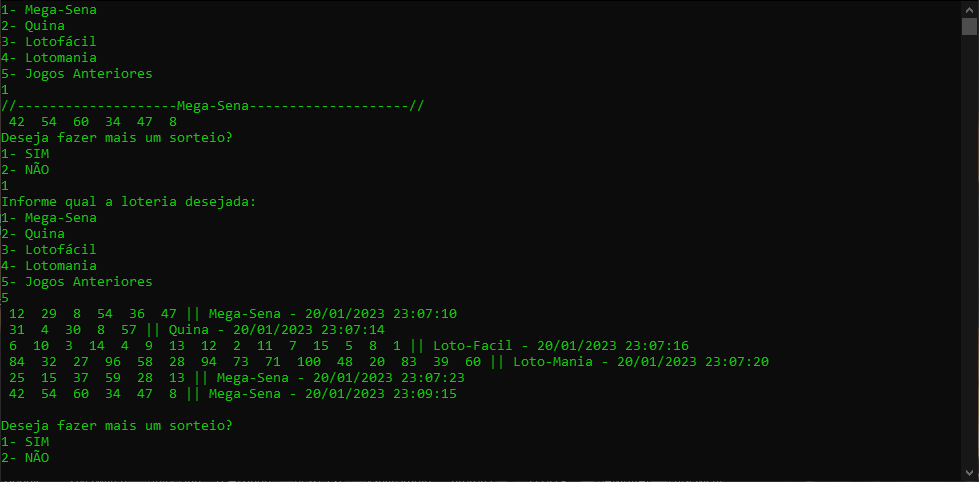 1- Mega-Sena
2- Quina
3- Lotofácil
4- Lotomania
5- Jogos Anteriores
1
//--------------------Mega-Sena--------------------//
42 54 60 34 47 8
Deseja fazer mais um sorteio?
1- SIM
2- NÃO
1
Informe qual a loteria desejada:
1- Mega-Sena
2- Quina
3- Lotofácil
4- Lotomania
5- Jogos Anteriores
5
12 29 8 54 36 47 || Mega-Sena - 20/01/2023 23:07:10
31 4 30 8 57 || Quina - 20/01/2023 23:07:14
6 10 3 14 4 9 13 12 2 11 7 15 5 8 1 || Loto-Facil - 20/01/2023 23:07:16
84 32 27 96 58 28 94 73 71 100 48 20 83 39 60 || Loto-Mania - 20/01/2023 23:07:20
25 15 37 59 28 13 || Mega-Sena - 20/01/2023 23:07:23
42 54 60 34 47 8 || Mega-Sena - 20/01/2023 23:09:15
Deseja fazer mais um sorteio?
1- SIM
2- NÃO